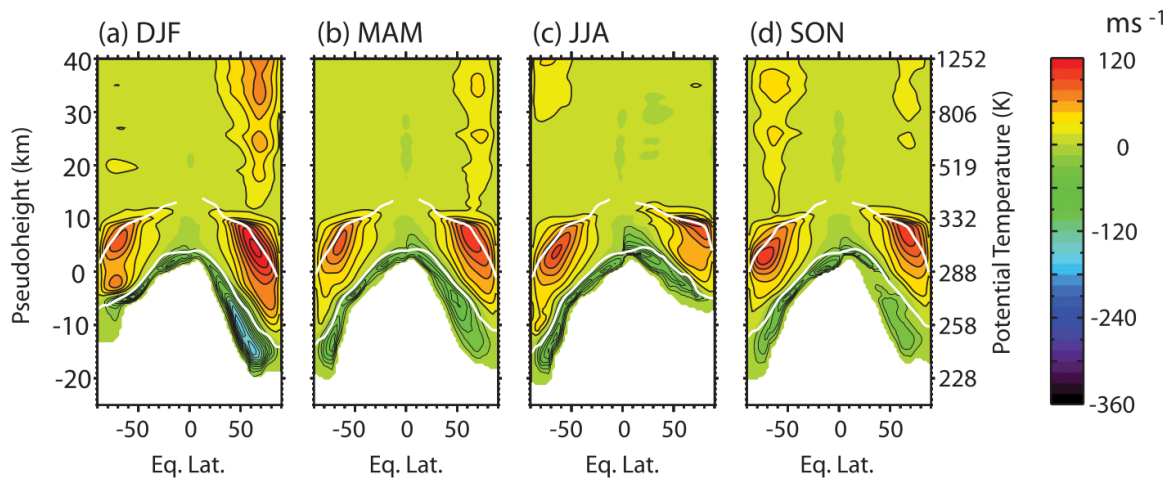 (a) DJF (b) MAM (c) JJA (d) SON ms -1
40 1252 120
30 806
20 519 0
10 332
0 288 -120
-10 258 -240
-20 228
-360
Pseudoheight (km)
Potential Temperature (K)
-50 0 50 -50 0 50 -50 0 50 -50 0 50
Eq. Lat. Eq. Lat. Eq. Lat. Eq. Lat.